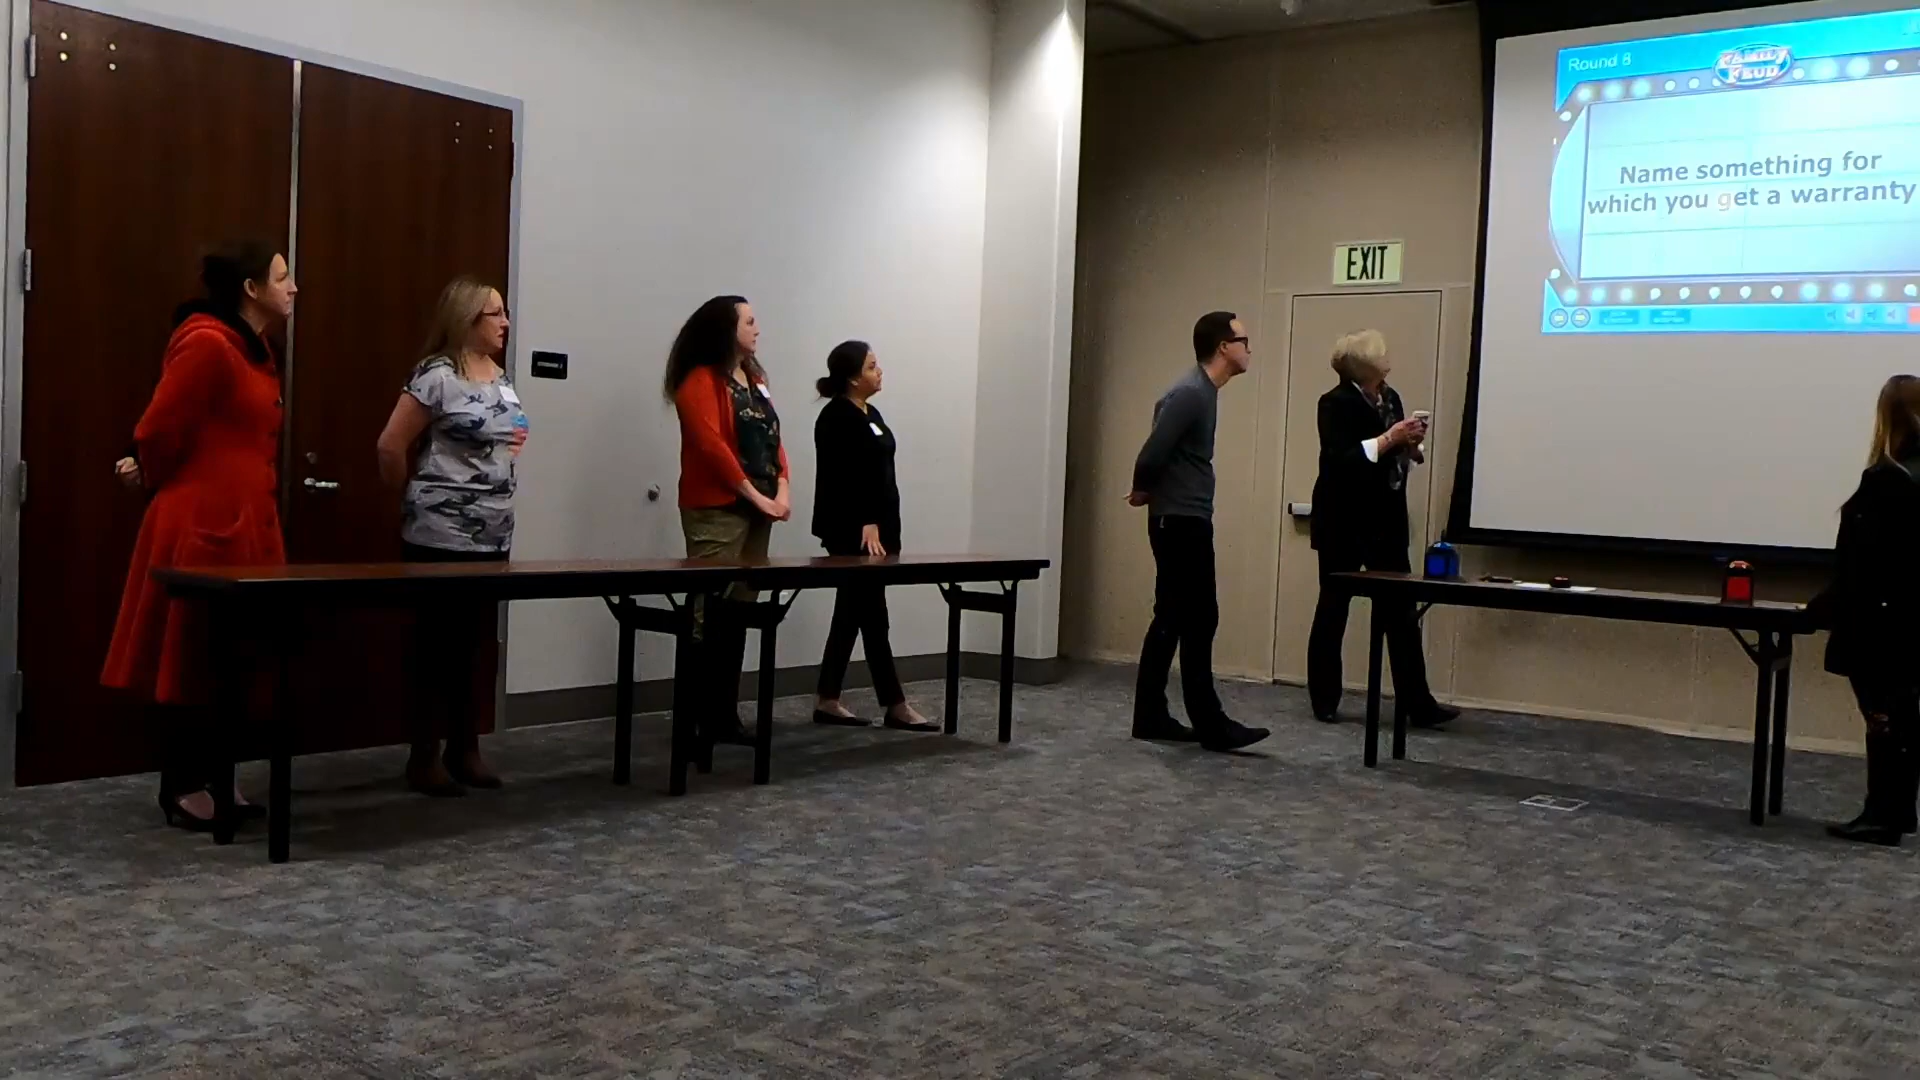 Round 8
FAMILY
FEUD
Name something for
which you get a warranty
EXIT